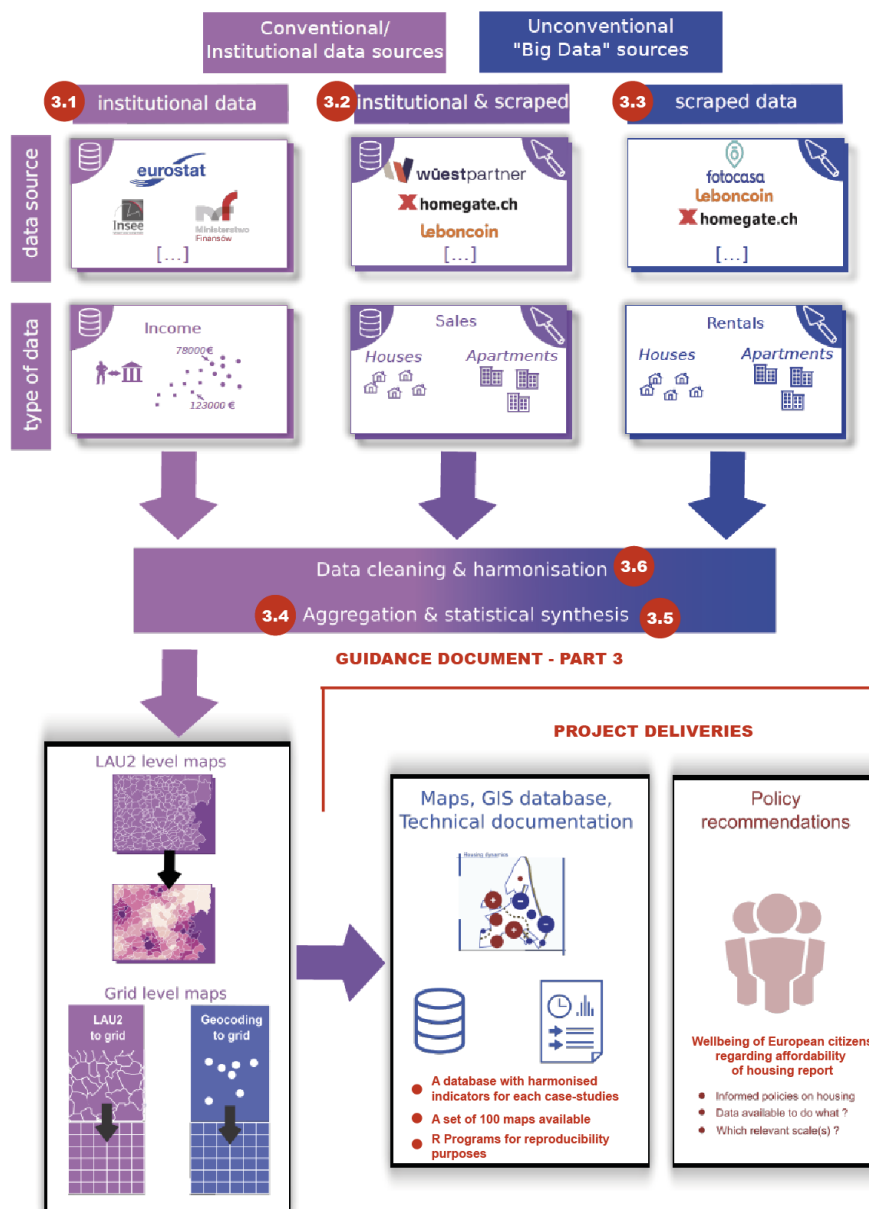 Conventional/
Institutional data sources
Unconventional
"Big Data" sources
3.1 institutional data
3.2 institutional & scraped
3.3 scraped data
data source
eurostat
Insee
Ministerstwo
Finansów
[...]
wüestpartner
homegate.ch
leboncoin
[...]
fotocasa
leboncoin
homegate.ch
[...]
type of data
Income
78000€
123000 €
Sales
Houses
Apartments
Rentals
Houses
Apartments
Data cleaning & harmonisation 3.6
3.4 Aggregation & statistical synthesis 3.5
GUIDANCE DOCUMENT - PART 3
PROJECT DELIVERIES
LAU2 level maps
Grid level maps
LAU2
to grid
Geocoding
to grid
Maps, GIS database,
Technical documentation
Housing dynamics
A database with harmonised
indicators for each case-studies
A set of 100 maps available
R Programs for reproducibility
purposes
Policy
recommendations
Wellbeing of European citizens
regarding affordability
of housing report
Informed policies on housing
Data available to do what ?
Which relevant scale(s) ?